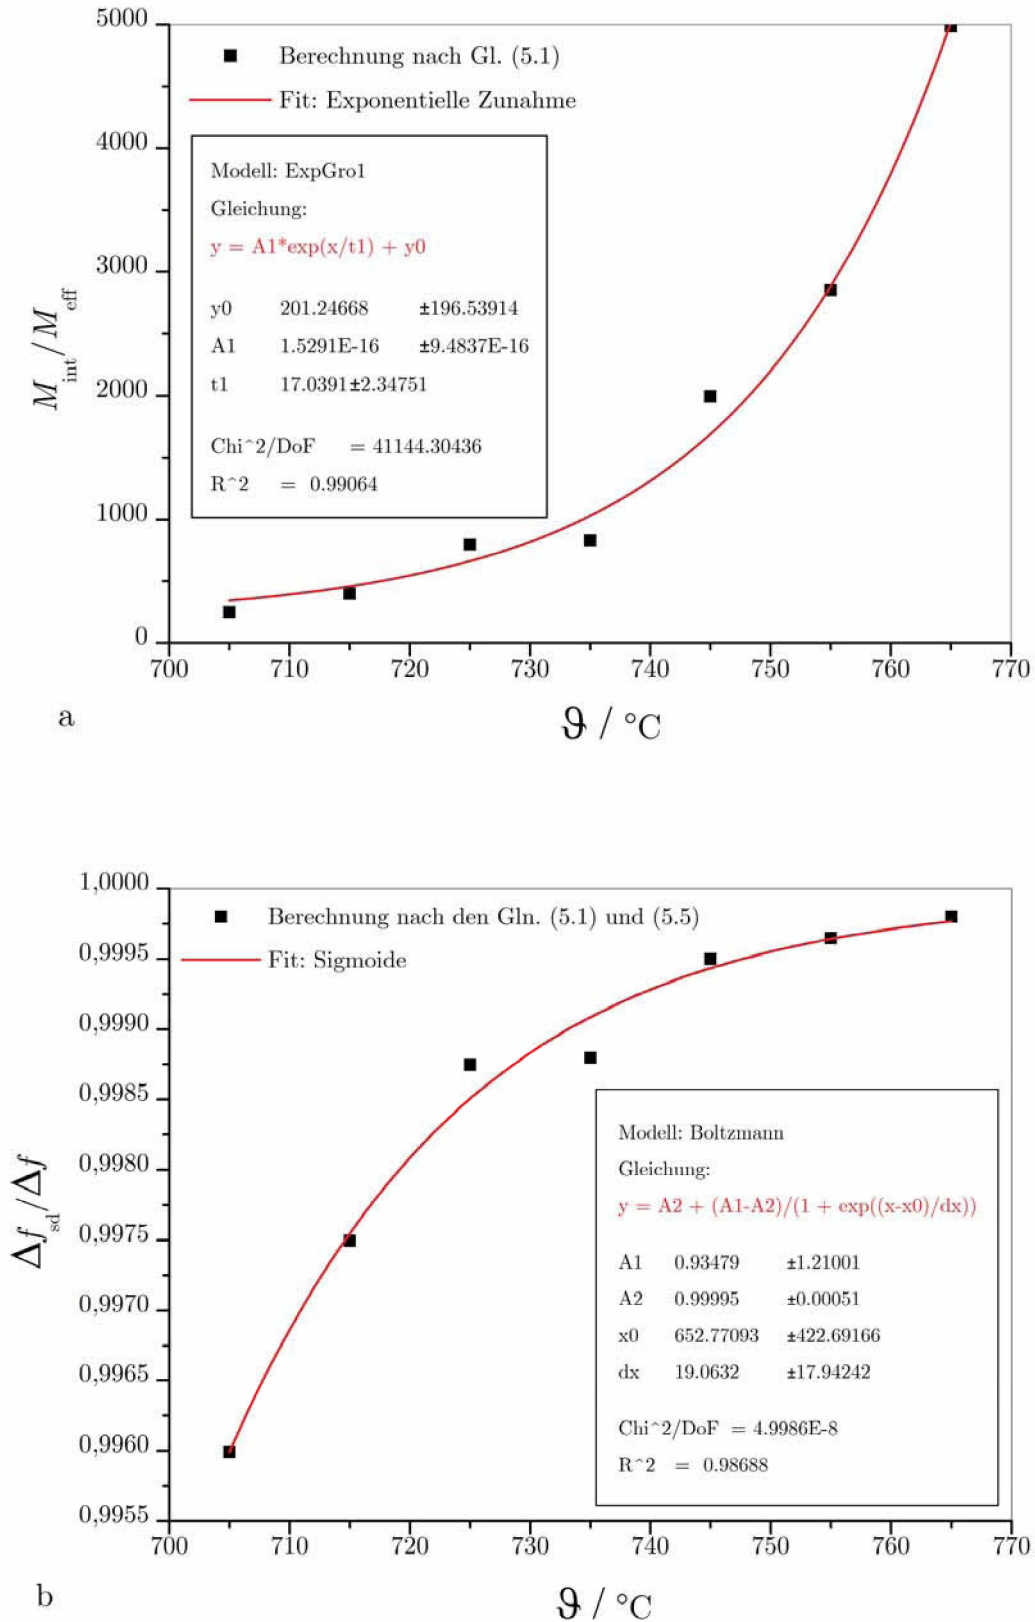 5000
4000
3000
2000
1000
0
M_int / M_eff
Berechnung nach Gl. (5.1)
Fit: Exponentielle Zunahme
Modell: ExpGro1
Gleichung:
y = A1*exp(x/t1) + y0
y0 201.24668 ±196.53914
A1 1.5291E-16 ±9.4837E-16
t1 17.0391±2.34751
Chi^2/DoF = 41144.30436
R^2 = 0.99064
700 710 720 730 740 750 760 770
a
ϑ / °C
1,0000
0,9995
0,9990
0,9985
0,9980
0,9975
0,9970
0,9965
0,9960
0,9955
Δf_sd/Δf
Berechnung nach den Gln. (5.1) und (5.5)
Fit: Sigmoide
Modell: Boltzmann
Gleichung:
y = A2 + (A1-A2)/(1 + exp((x-x0)/dx))
A1 0.93479 ±1.21001
A2 0.99995 ±0.00051
x0 652.77093 ±422.69166
dx 19.0632 ±17.94242
Chi^2/DoF = 4.9986E-8
R^2 = 0.98688
700 710 720 730 740 750 760 770
b
ϑ / °C